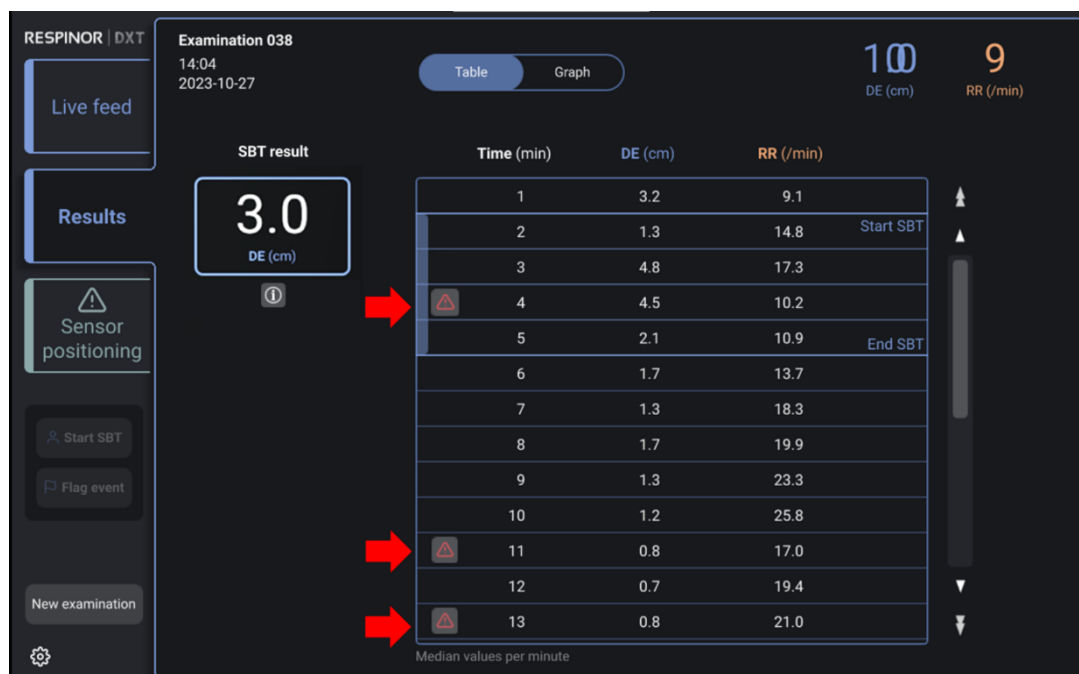 RESPINOR | DXT
Live feed
Results
Sensor
positioning
Start SBT
Flag event
New examination
Examination 038
14:04
2023-10-27
Table Graph
DE (cm)
9
RR (/min)
SBT result
3.0
DE (cm)
Time (min) DE (cm) RR (/min)
1 3.2 9.1
2 1.3 14.8 Start SBT
3 4.8 17.3
4 4.5 10.2
5 2.1 10.9 End SBT
6 1.7 13.7
7 1.3 18.3
8 1.7 19.9
9 1.3 23.3
10 1.2 25.8
11 0.8 17.0
12 0.7 19.4
13 0.8 21.0
Median values per minute